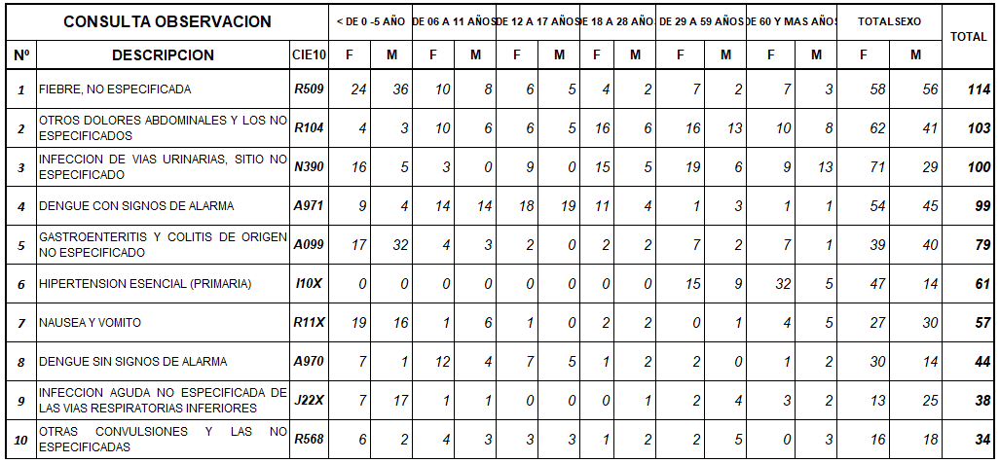 CONSULTA OBSERVACION < DE 0 -5 AÑO DE 06 A 11 AÑOS DE 12 A 17 AÑOS DE 18 A 28 AÑOS DE 29 A 59 AÑOS DE 60 Y MAS AÑOS TOTALSEXO TOTAL
Nº DESCRIPCION CIE10 F M F M F M F M F M F M F M
1 FIEBRE, NO ESPECIFICADA R509 24 36 10 8 6 5 4 2 7 2 7 3 58 56 114
2 OTROS DOLORES ABDOMINALES Y LOS NO
ESPECIFICADOS R104 4 3 10 6 6 5 16 6 16 13 10 8 62 41 103
3 INFECCION DE VIAS URINARIAS, SITIO NO
ESPECIFICADO N390 16 5 3 0 9 0 15 5 19 6 9 13 71 29 100
4 DENGUE CON SIGNOS DE ALARMA A971 9 4 14 14 18 19 11 4 1 3 1 1 54 45 99
5 GASTROENTERITIS Y COLITIS DE ORIGEN
NO ESPECIFICADO A099 17 32 4 3 2 0 2 2 7 2 7 1 39 40 79
6 HIPERTENSION ESENCIAL (PRIMARIA) I10X 0 0 0 0 0 0 0 0 15 9 32 5 47 14 61
7 NAUSEA Y VOMITO R11X 19 16 1 6 1 0 2 2 0 1 4 5 27 30 57
8 DENGUE SIN SIGNOS DE ALARMA A970 7 1 12 4 7 5 1 2 2 0 1 2 30 14 44
9 INFECCION AGUDA NO ESPECIFICADA DE
LAS VIAS RESPIRATORIAS INFERIORES J22X 7 17 1 1 0 0 0 1 2 4 3 2 13 25 38
10 OTRAS CONVULSIONES Y LAS NO
ESPECIFICADAS R568 6 2 4 3 3 3 1 2 2 5 0 3 16 18 34